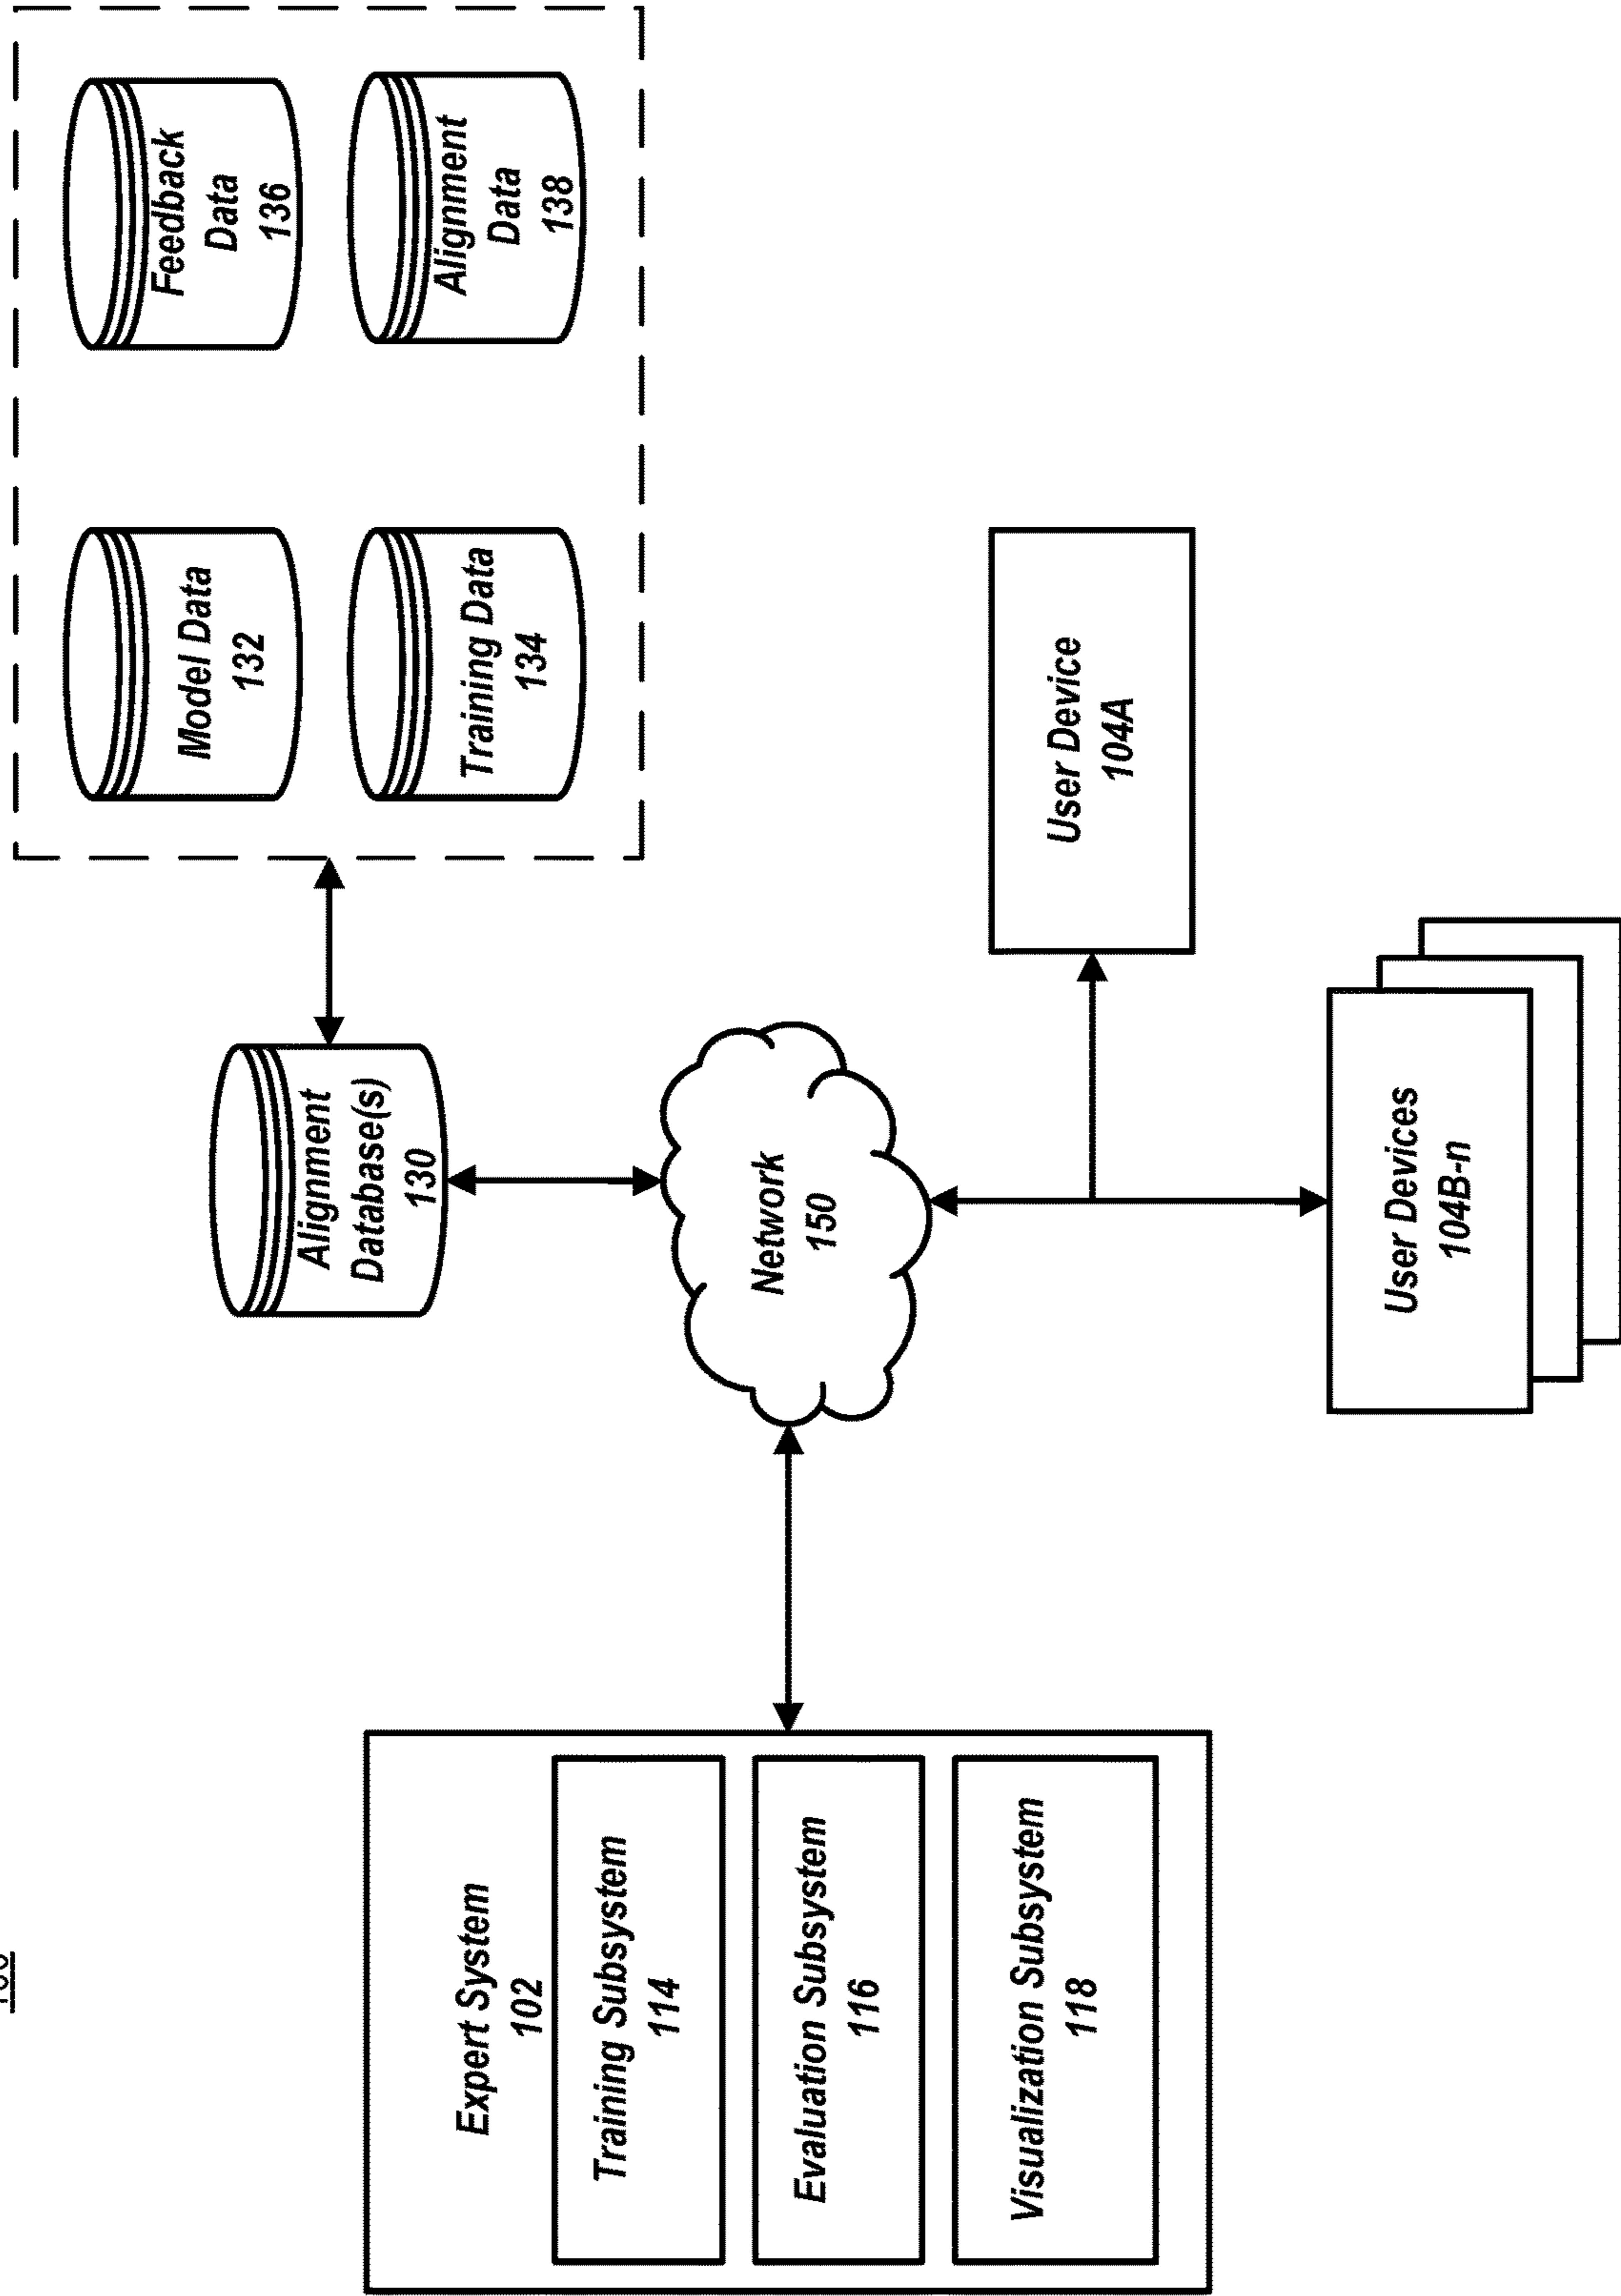 Expert System
102
Training Subsystem
114
Evaluation Subsystem
116
Visualization Subsystem
118
Alignment
Database(s)
130
Network
150
Model Data
132
Feedback
Data
136
Training Data
134
Alignment
Data
138
User Device
104A
User Devices
104B-n